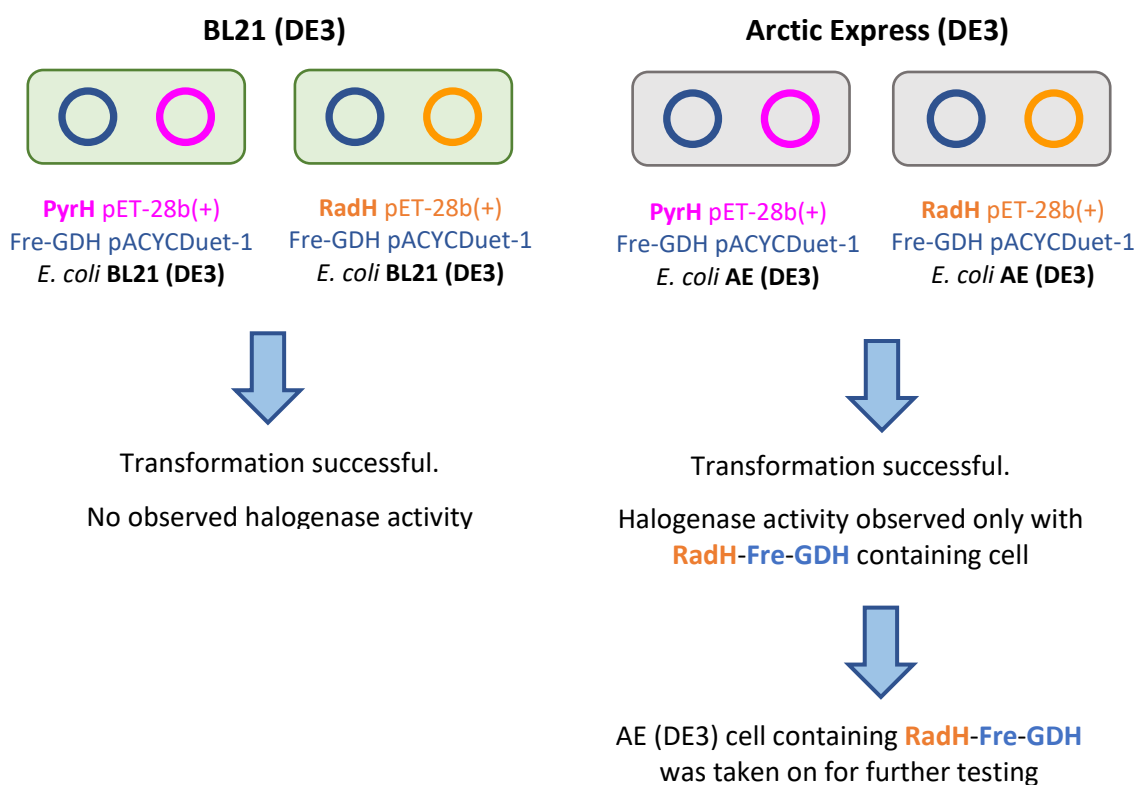 BL21 (DE3)
PyrH pET-28b(+)
Fre-GDH pACYCDuet-1
E. coli BL21 (DE3)
RadH pET-28b(+)
Fre-GDH pACYCDuet-1
E. coli BL21 (DE3)
Transformation successful.
No observed halogenase activity
Arctic Express (DE3)
PyrH pET-28b(+)
Fre-GDH pACYCDuet-1
E. coli AE (DE3)
RadH pET-28b(+)
Fre-GDH pACYCDuet-1
E. coli AE (DE3)
Transformation successful.
Halogenase activity observed only with
RadH-Fre-GDH containing cell
AE (DE3) cell containing RadH-Fre-GDH
was taken on for further testing